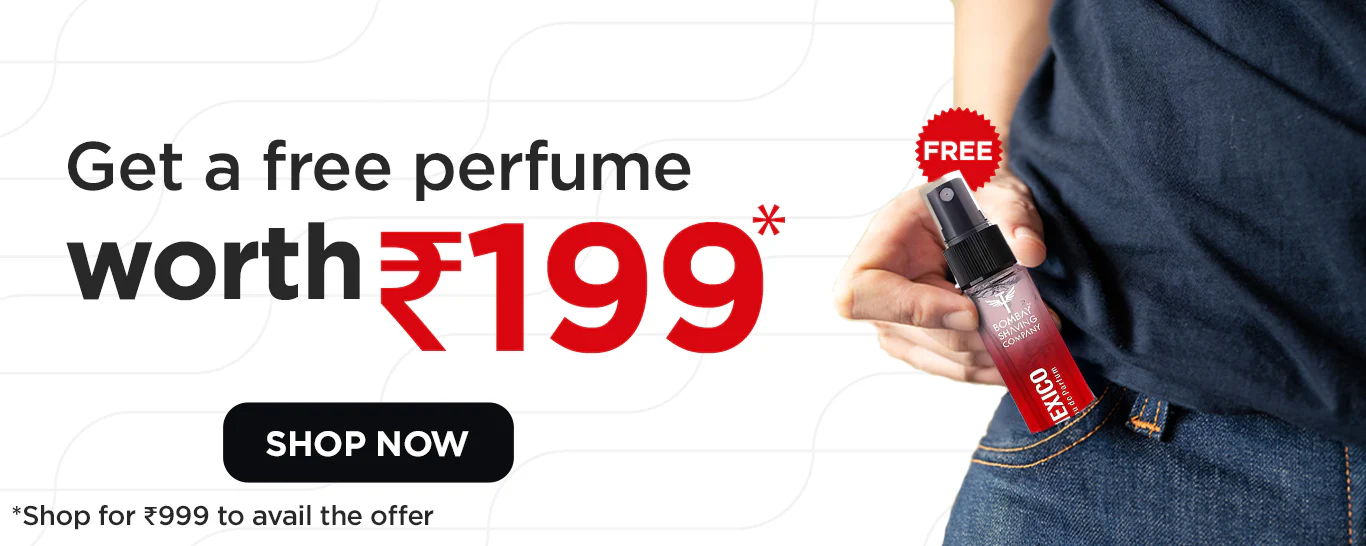 Get a free perfume
worth ₹199*
SHOP NOW
*Shop for ₹999 to avail the offer
FREE
BOMBAY
SHAVING
COMPANY